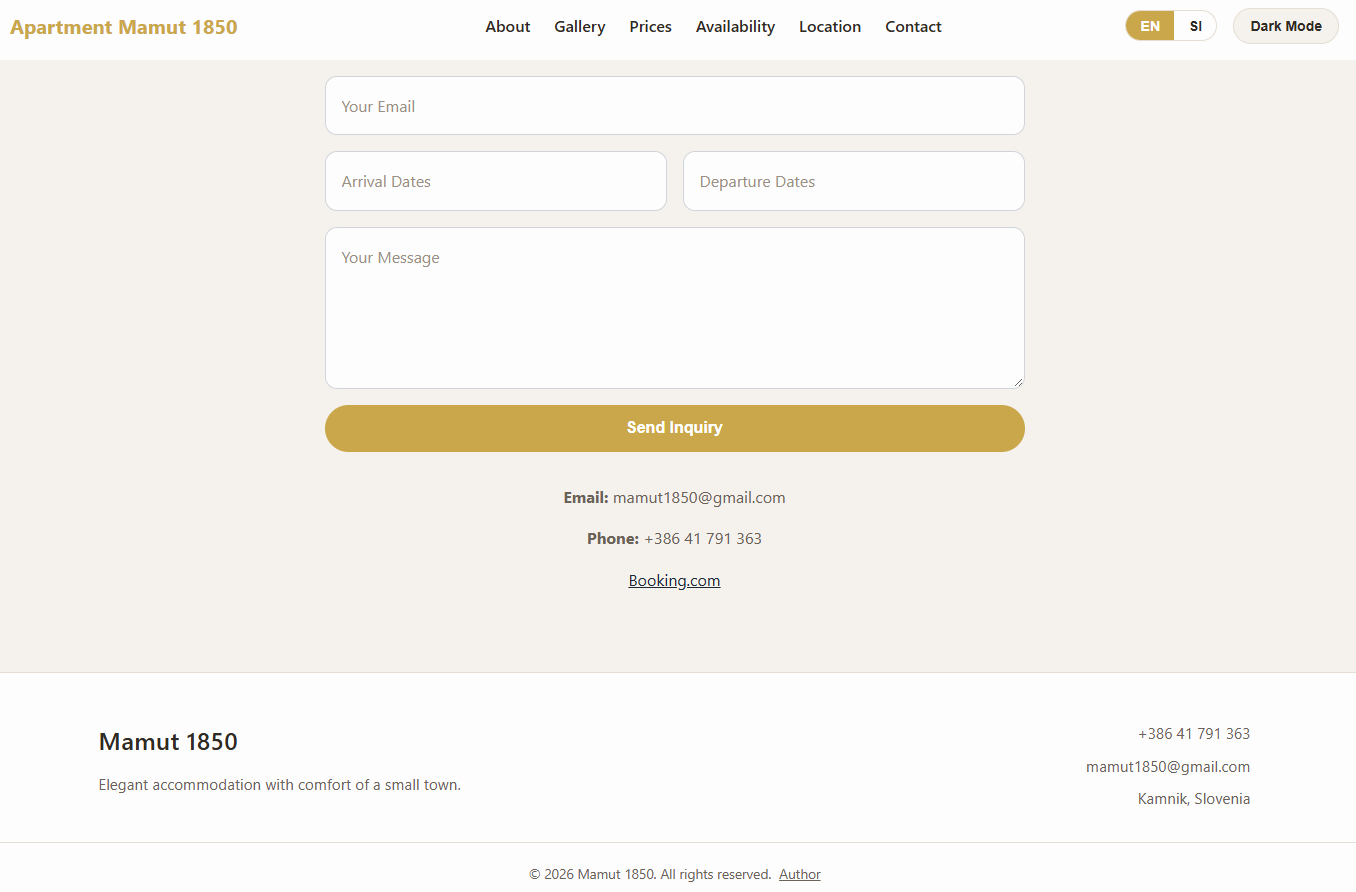 Apartment Mamut 1850
About Gallery Prices Availability Location Contact
EN SI
Dark Mode
Your Email
Arrival Dates Departure Dates
Your Message
Send Inquiry
Email: mamut1850@gmail.com
Phone: +386 41 791 363
Booking.com
Mamut 1850
Elegant accommodation with comfort of a small town.
+386 41 791 363
mamut1850@gmail.com
Kamnik, Slovenia
© 2026 Mamut 1850. All rights reserved. Author